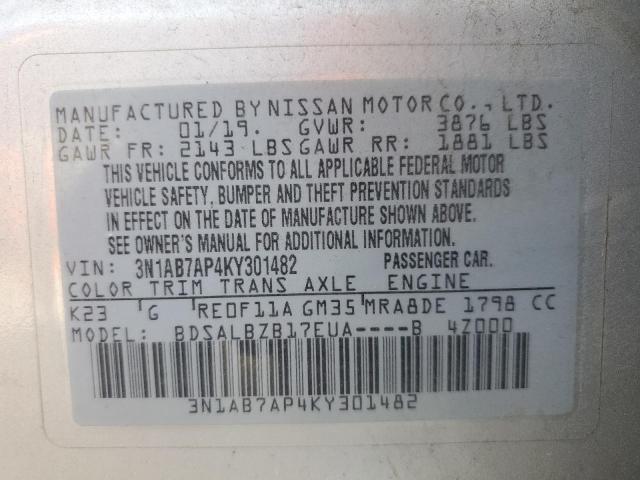 MANUFACTURED BY NISSAN MOTOR CO., LTD.
DATE: 01/19. GVWR: 3876 LBS
GAWR FR: 2143 LBS GAWR RR: 1881 LBS
THIS VEHICLE CONFORMS TO ALL APPLICABLE FEDERAL MOTOR
VEHICLE SAFETY, BUMPER AND THEFT PREVENTION STANDARDS
IN EFFECT ON THE DATE OF MANUFACTURE SHOWN ABOVE.
SEE OWNER'S MANUAL FOR ADDITIONAL INFORMATION.
VIN: 3N1AB7AP4KY301482 PASSENGER CAR.
COLOR TRIM TRANS AXLE ENGINE
K23 G RE0F11A GM35 MRA8DE 1798 CC
MODEL: BDSALBZB17EUA----B 4Z000
3N1AB7AP4KY301482